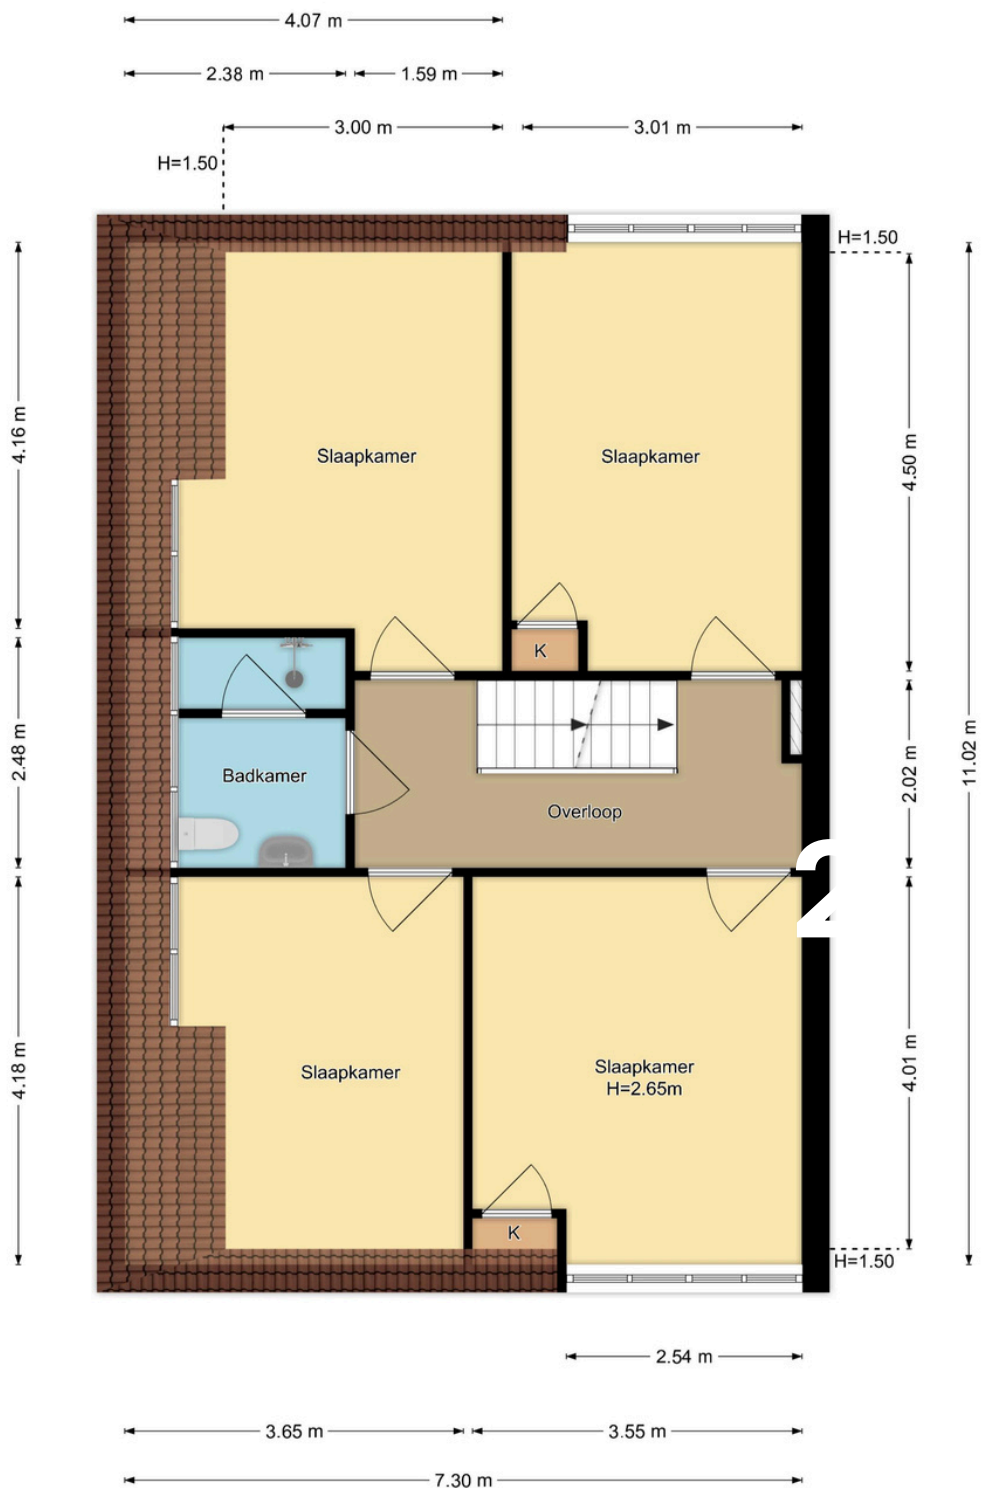 4.07 m
2.38 m
1.59 m
3.00 m
3.01 m
H=1.50
H=1.50
4.16 m
Slaapkamer
Slaapkamer
4.50 m
K
2.48 m
Badkamer
Overloop
2.02 m
11.02 m
2
4.18 m
Slaapkamer
Slaapkamer
H=2.65m
4.01 m
K
H=1.50
2.54 m
3.65 m
3.55 m
7.30 m